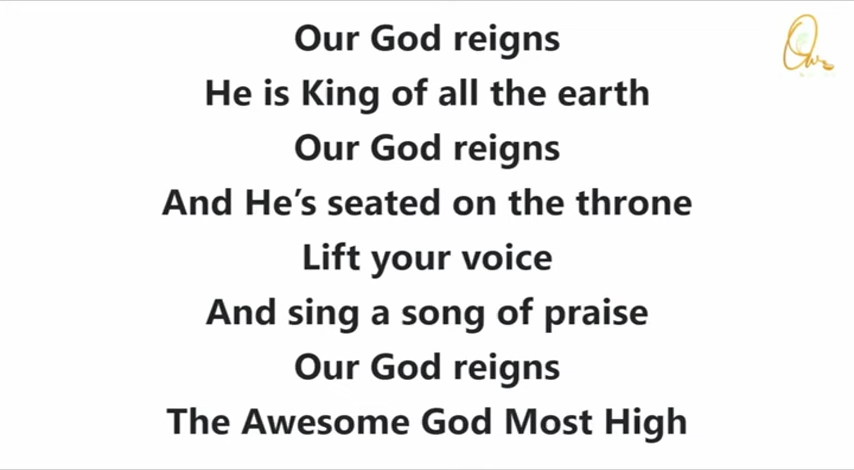 Our God reigns
He is King of all the earth
Our God reigns
And He’s seated on the throne
Lift your voice
And sing a song of praise
Our God reigns
The Awesome God Most High